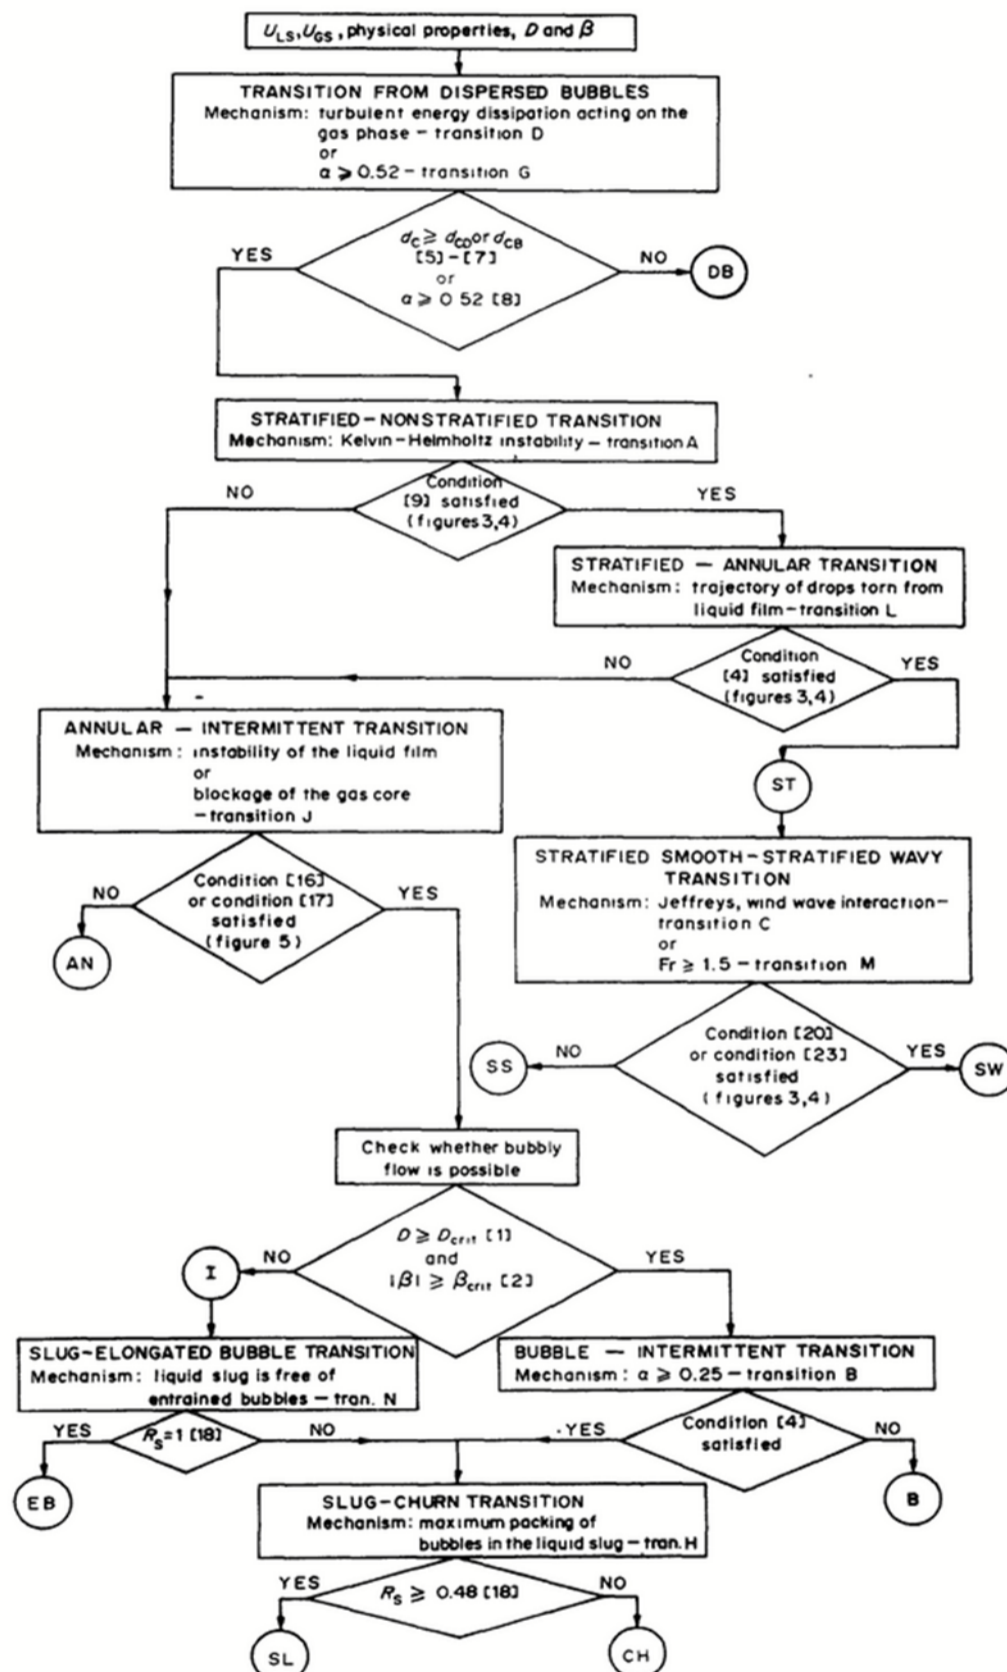 U_LS, U_GS, physical properties, D and β
TRANSITION FROM DISPERSED BUBBLES
Mechanism: turbulent energy dissipation acting on the
gas phase – transition D
or
α ⩾ 0.52 – transition G
d_C ⩾ d_CD or d_CB
[5] – [7]
or
α ⩾ 0 52 [8]
YES
NO
DB
STRATIFIED – NONSTRATIFIED TRANSITION
Mechanism: Kelvin – Helmholtz instability – transition A
Condition
[9] satisfied
(figures 3,4)
NO
YES
STRATIFIED — ANNULAR TRANSITION
Mechanism: trajectory of drops torn from
liquid film – transition L
Condition
[4] satisfied
(figures 3,4)
NO
YES
ANNULAR — INTERMITTENT TRANSITION
Mechanism: instability of the liquid film
or
blockage of the gas core
– transition J
ST
STRATIFIED SMOOTH – STRATIFIED WAVY
TRANSITION
Mechanism: Jeffreys, wind wave interaction –
transition C
or
Fr ⩾ 1.5 – transition M
NO
Condition [16]
or condition [17]
satisfied
(figure 5)
YES
AN
Condition [20]
or condition [23]
satisfied
(figures 3,4)
SS
NO
YES
SW
Check whether bubbly
flow is possible
D ⩾ D_crit [1]
and
|β| ⩾ β_crit [2]
I
NO
YES
SLUG – ELONGATED BUBBLE TRANSITION
Mechanism: liquid slug is free of
entrained bubbles – tran. N
BUBBLE — INTERMITTENT TRANSITION
Mechanism: α ⩾ 0.25 – transition B
YES
R_S = 1 [18]
NO
YES
Condition [4]
satisfied
NO
EB
B
SLUG – CHURN TRANSITION
Mechanism: maximum packing of
bubbles in the liquid slug – tran. H
YES
R_S ⩾ 0.48 [18]
NO
SL
CH